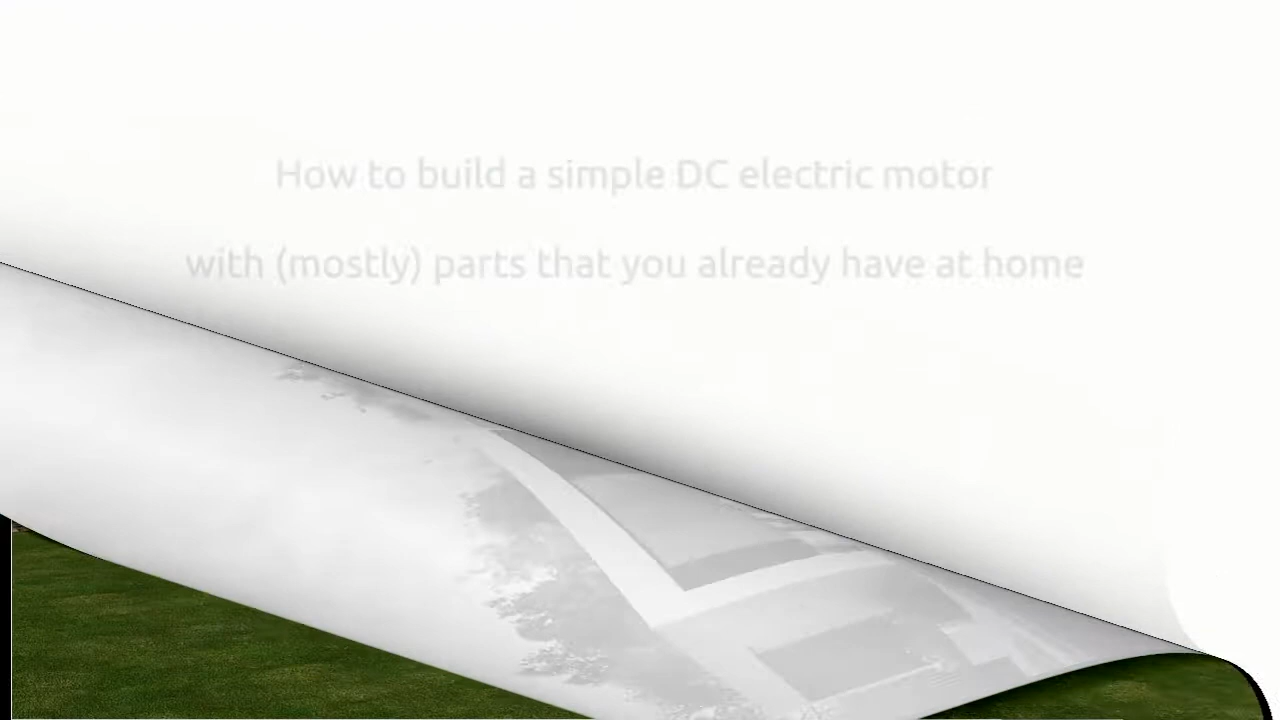 How to build a simple DC electric motor
with (mostly) parts that you already have at home